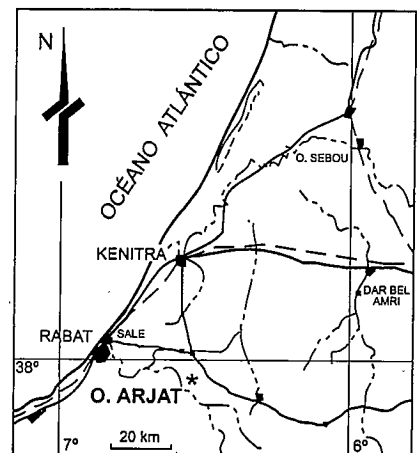 N
OCÉANO ATLÁNTICO
O. SEBOU
KENITRA
DAR BEL
AMRI
SALE
RABAT
38º
O. ARJAT *
7º
20 km
6º